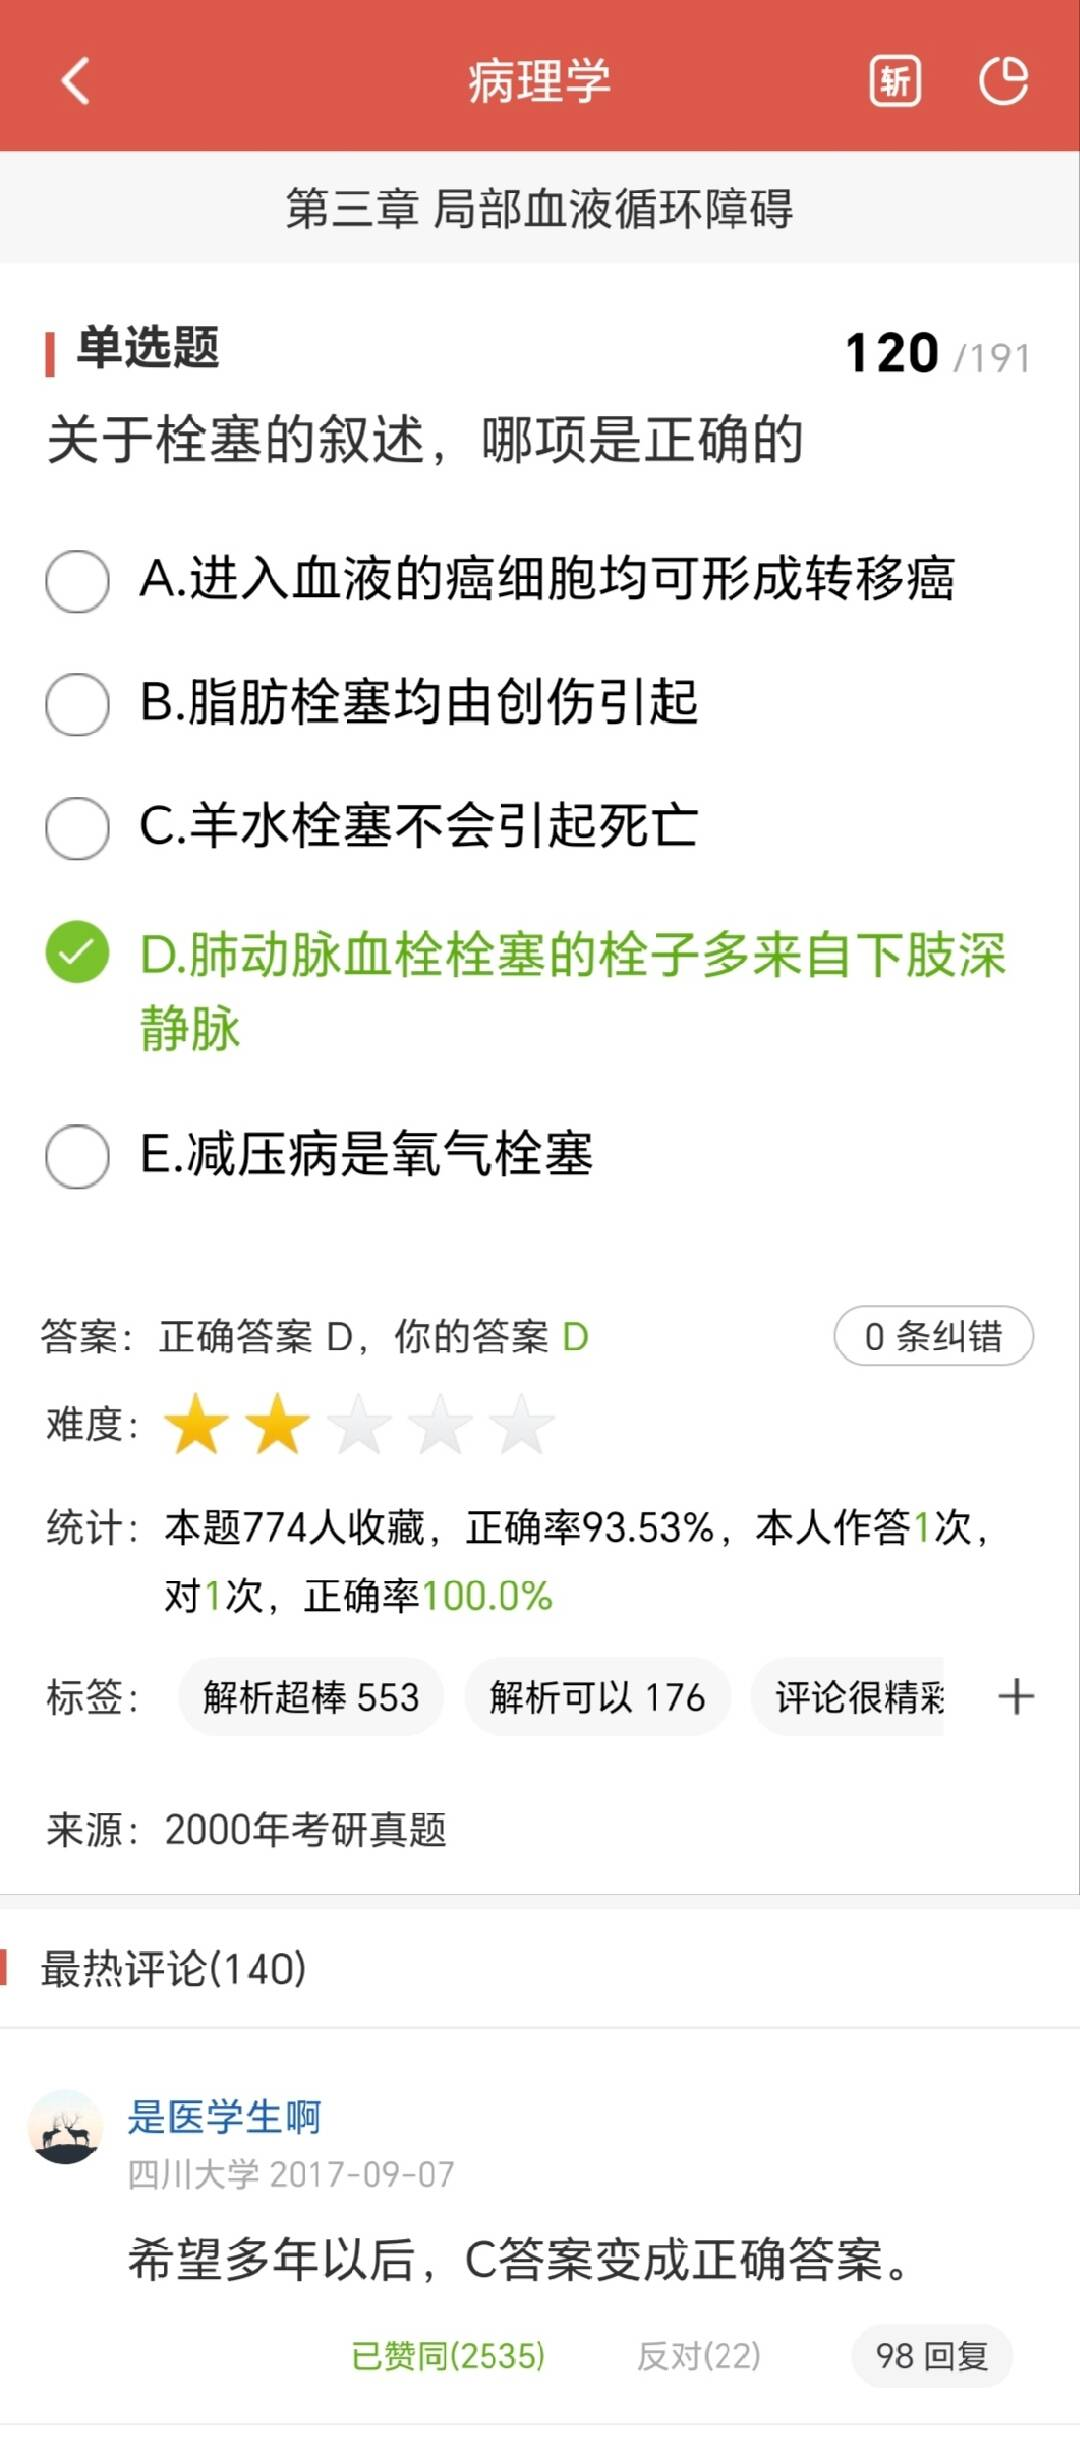 病理学
斩
第三章 局部血液循环障碍
单选题
120 /191
关于栓塞的叙述，哪项是正确的
A.进入血液的癌细胞均可形成转移癌
B.脂肪栓塞均由创伤引起
C.羊水栓塞不会引起死亡
D.肺动脉血栓栓塞的栓子多来自下肢深
静脉
E.减压病是氧气栓塞
答案：正确答案 D，你的答案 D
0 条纠错
难度：
统计：本题774人收藏，正确率93.53%，本人作答1次，
对1次，正确率100.0%
标签：解析超棒 553 解析可以 176 评论很精彩
来源：2000年考研真题
最热评论(140)
是医学生啊
四川大学 2017-09-07
希望多年以后，C答案变成正确答案。
已赞同(2535) 反对(22) 98 回复